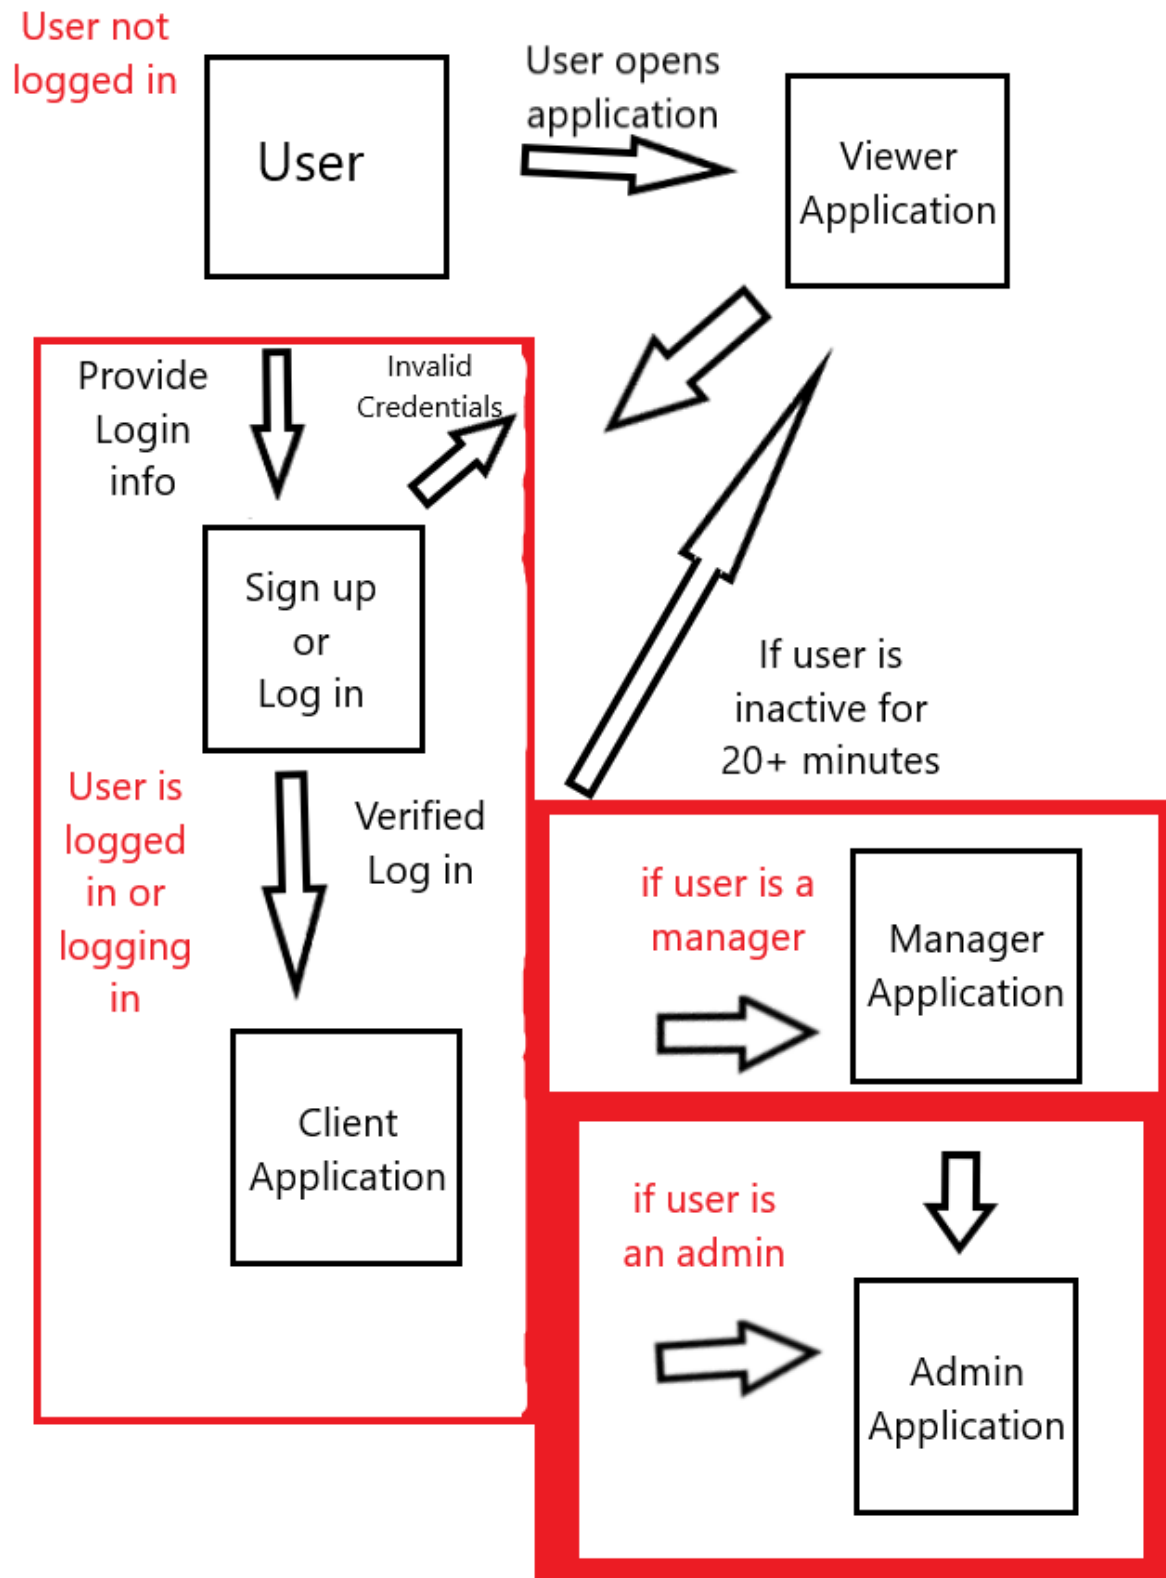 User not
logged in
User
User opens
application
Viewer
Application
Provide
Login
info
Invalid
Credentials
Sign up
or
Log in
If user is
inactive for
20+ minutes
User is
logged
in or
logging
in
Verified
Log in
if user is a
manager
Manager
Application
Client
Application
if user is
an admin
Admin
Application